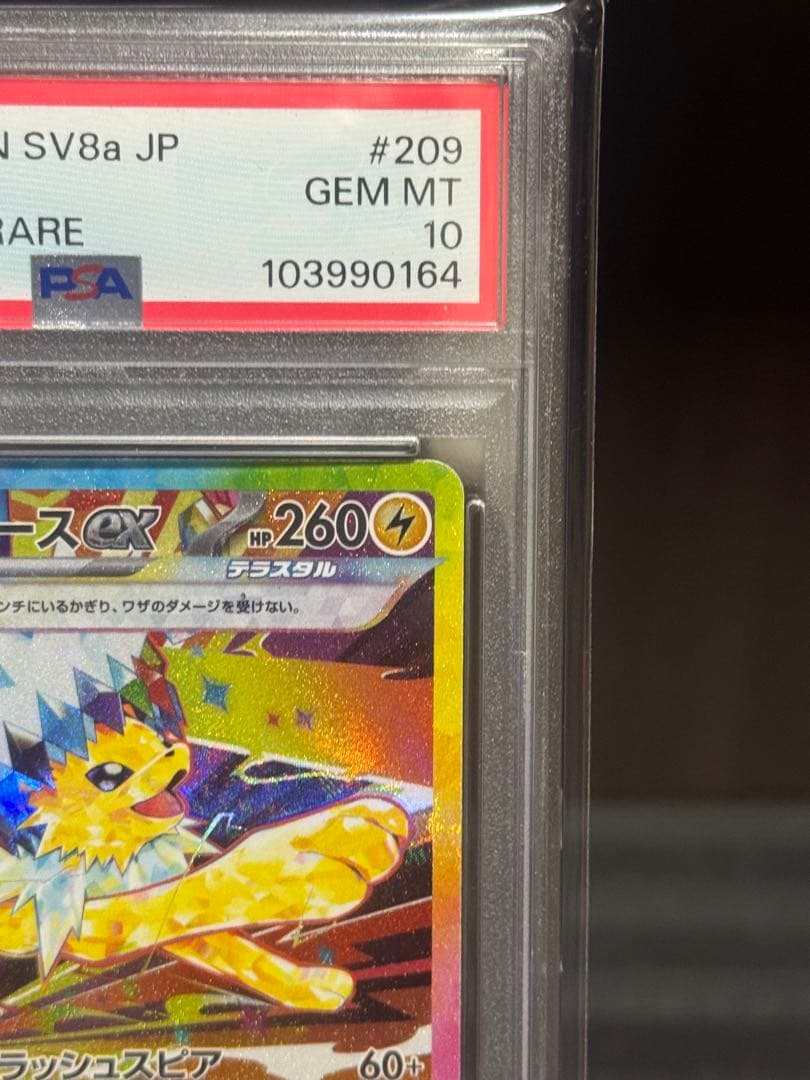 N SV8a JP #209
GEM MT
RARE 10
PSA 103990164
ースex HP260
テラスタル
ンチにいるかぎり、ワザのダメージを受けない。
ラッシュスピア 60+